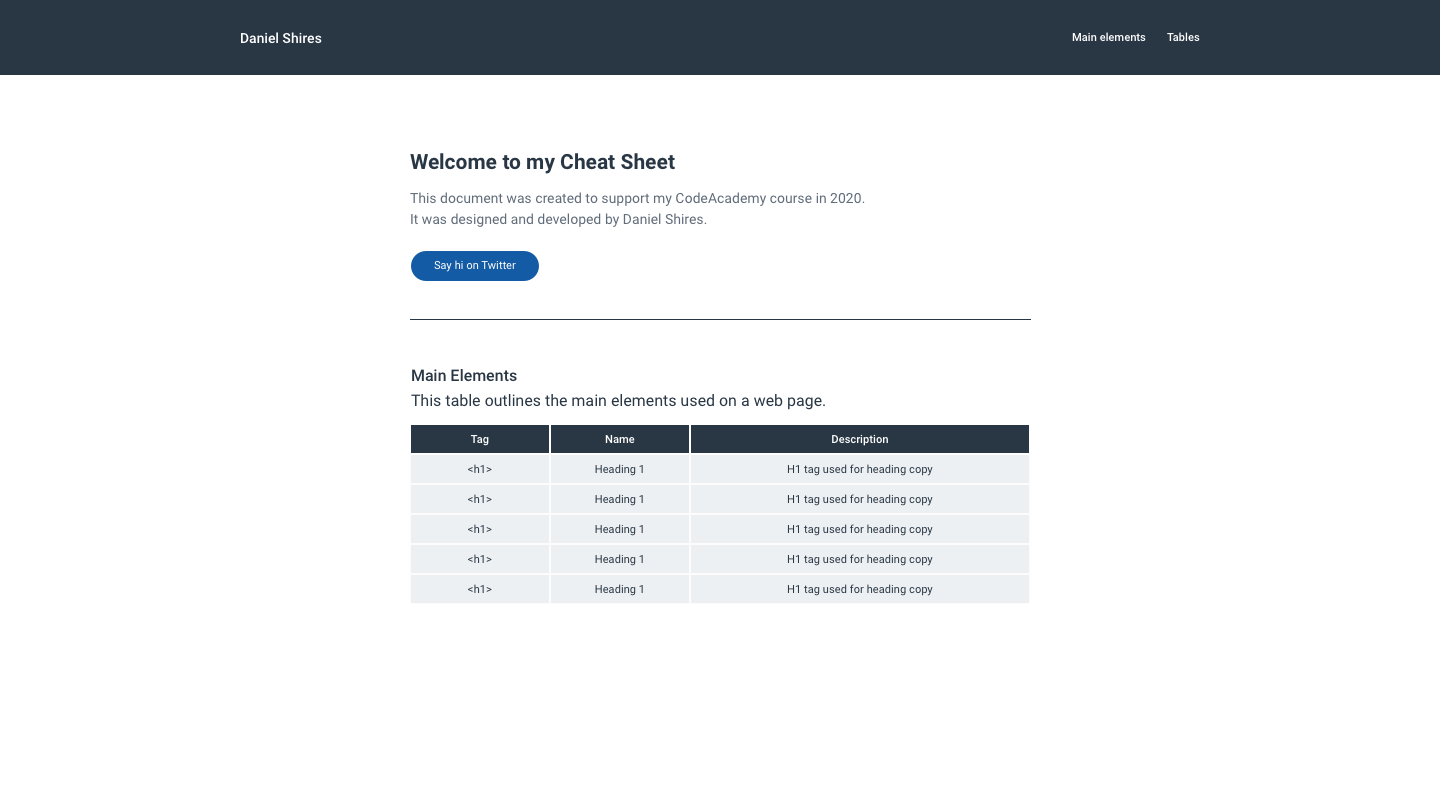 Daniel Shires
Main elements Tables
Welcome to my Cheat Sheet
This document was created to support my CodeAcademy course in 2020.
It was designed and developed by Daniel Shires.
Say hi on Twitter
Main Elements
This table outlines the main elements used on a web page.
Tag Name Description
<h1> Heading 1 H1 tag used for heading copy
<h1> Heading 1 H1 tag used for heading copy
<h1> Heading 1 H1 tag used for heading copy
<h1> Heading 1 H1 tag used for heading copy
<h1> Heading 1 H1 tag used for heading copy